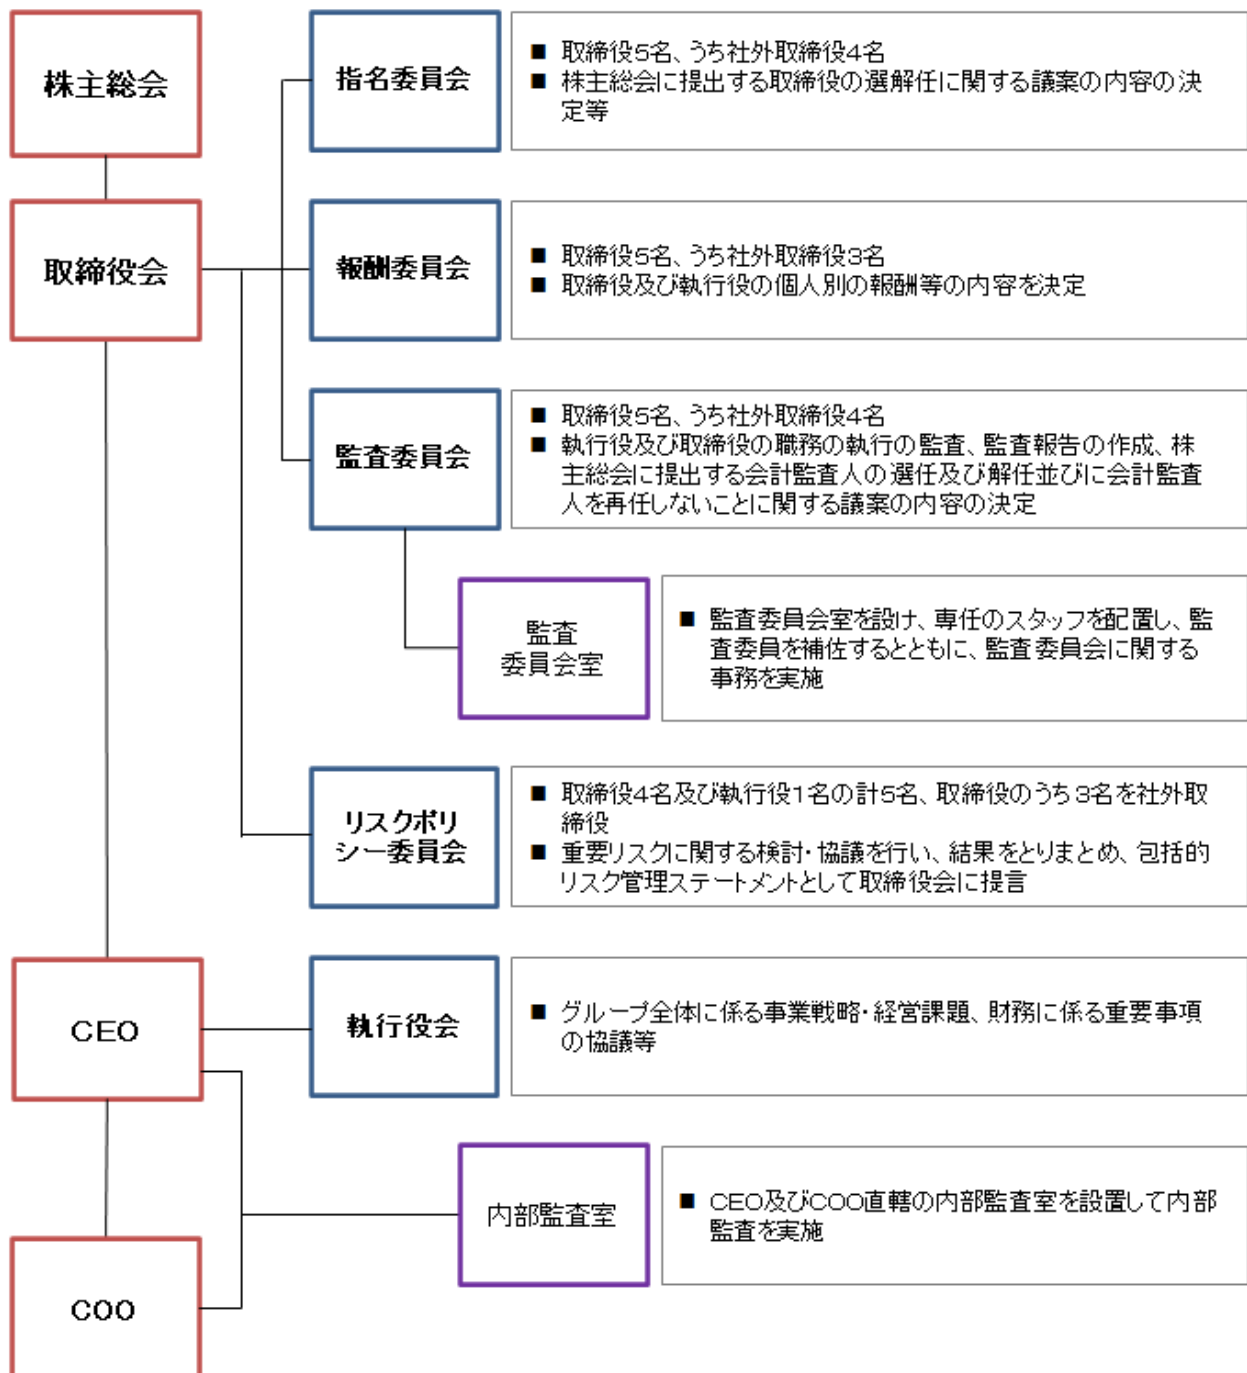 株主総会
指名委員会
■ 取締役5名、うち社外取締役4名
■ 株主総会に提出する取締役の選解任に関する議案の内容の決
定等
取締役会
報酬委員会
■ 取締役5名、うち社外取締役3名
■ 取締役及び執行役の個人別の報酬等の内容を決定
監査委員会
■ 取締役5名、うち社外取締役4名
■ 執行役及び取締役の職務の執行の監査、監査報告の作成、株
主総会に提出する会計監査人の選任及び解任並びに会計監査
人を再任しないことに関する議案の内容の決定
監査
委員会室
■ 監査委員会室を設け、専任のスタッフを配置し、監
査委員を補佐するとともに、監査委員会に関する
事務を実施
リスクポリ
シー委員会
■ 取締役4名及び執行役1名の計5名、取締役のうち3名を社外取
締役
■ 重要リスクに関する検討・協議を行い、結果をとりまとめ、包括的
リスク管理ステートメントとして取締役会に提言
CEO
執行役会
■ グループ全体に係る事業戦略・経営課題、財務に係る重要事項
の協議等
内部監査室
■ CEO及びCOO直轄の内部監査室を設置して内部
監査を実施
COO